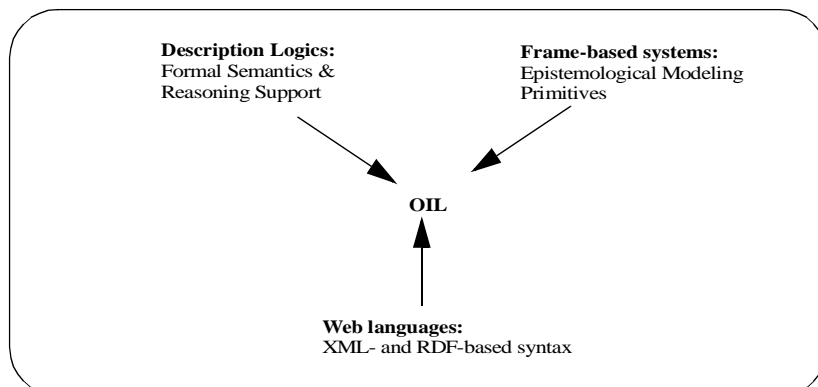 Description Logics:
Formal Semantics &
Reasoning Support
Frame-based systems:
Epistemological Modeling
Primitives
OIL
Web languages:
XML- and RDF-based syntax